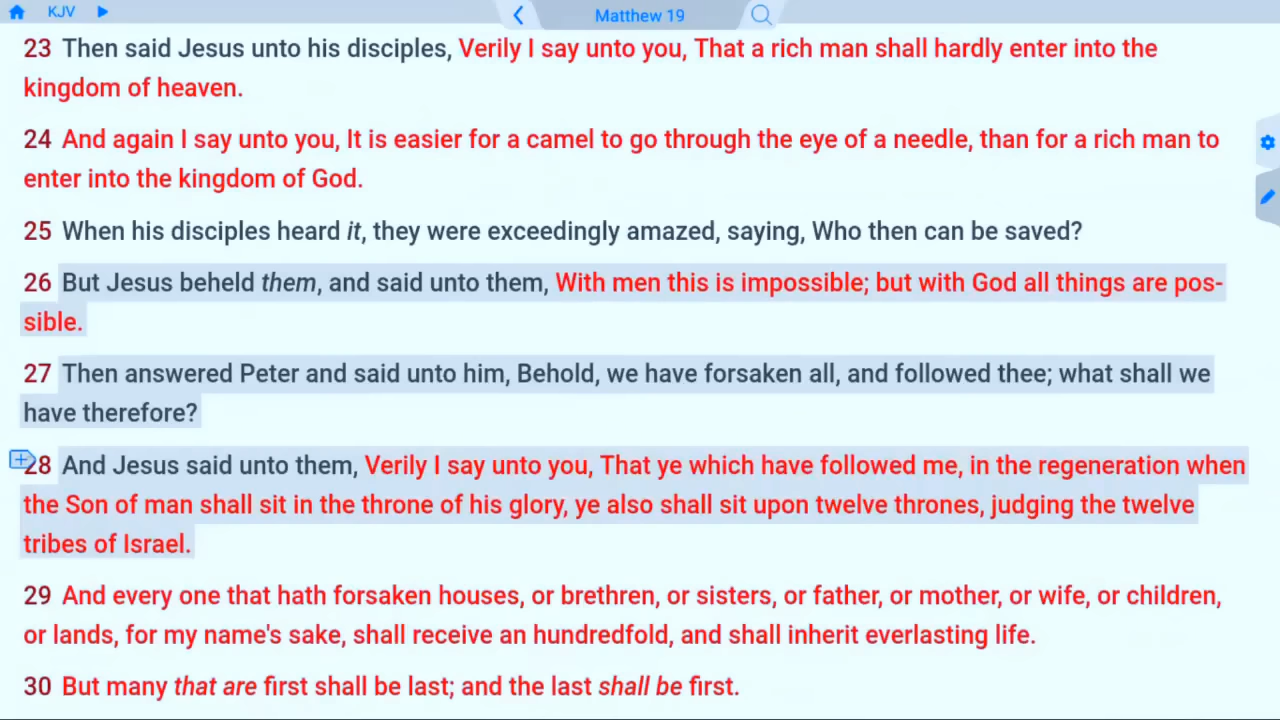 KJV
Matthew 19
23 Then said Jesus unto his disciples, Verily I say unto you, That a rich man shall hardly enter into the
kingdom of heaven.
24 And again I say unto you, It is easier for a camel to go through the eye of a needle, than for a rich man to
enter into the kingdom of God.
25 When his disciples heard it, they were exceedingly amazed, saying, Who then can be saved?
26 But Jesus beheld them, and said unto them, With men this is impossible; but with God all things are pos-
sible.
27 Then answered Peter and said unto him, Behold, we have forsaken all, and followed thee; what shall we
have therefore?
28 And Jesus said unto them, Verily I say unto you, That ye which have followed me, in the regeneration when
the Son of man shall sit in the throne of his glory, ye also shall sit upon twelve thrones, judging the twelve
tribes of Israel.
29 And every one that hath forsaken houses, or brethren, or sisters, or father, or mother, or wife, or children,
or lands, for my name's sake, shall receive an hundredfold, and shall inherit everlasting life.
30 But many that are first shall be last; and the last shall be first.